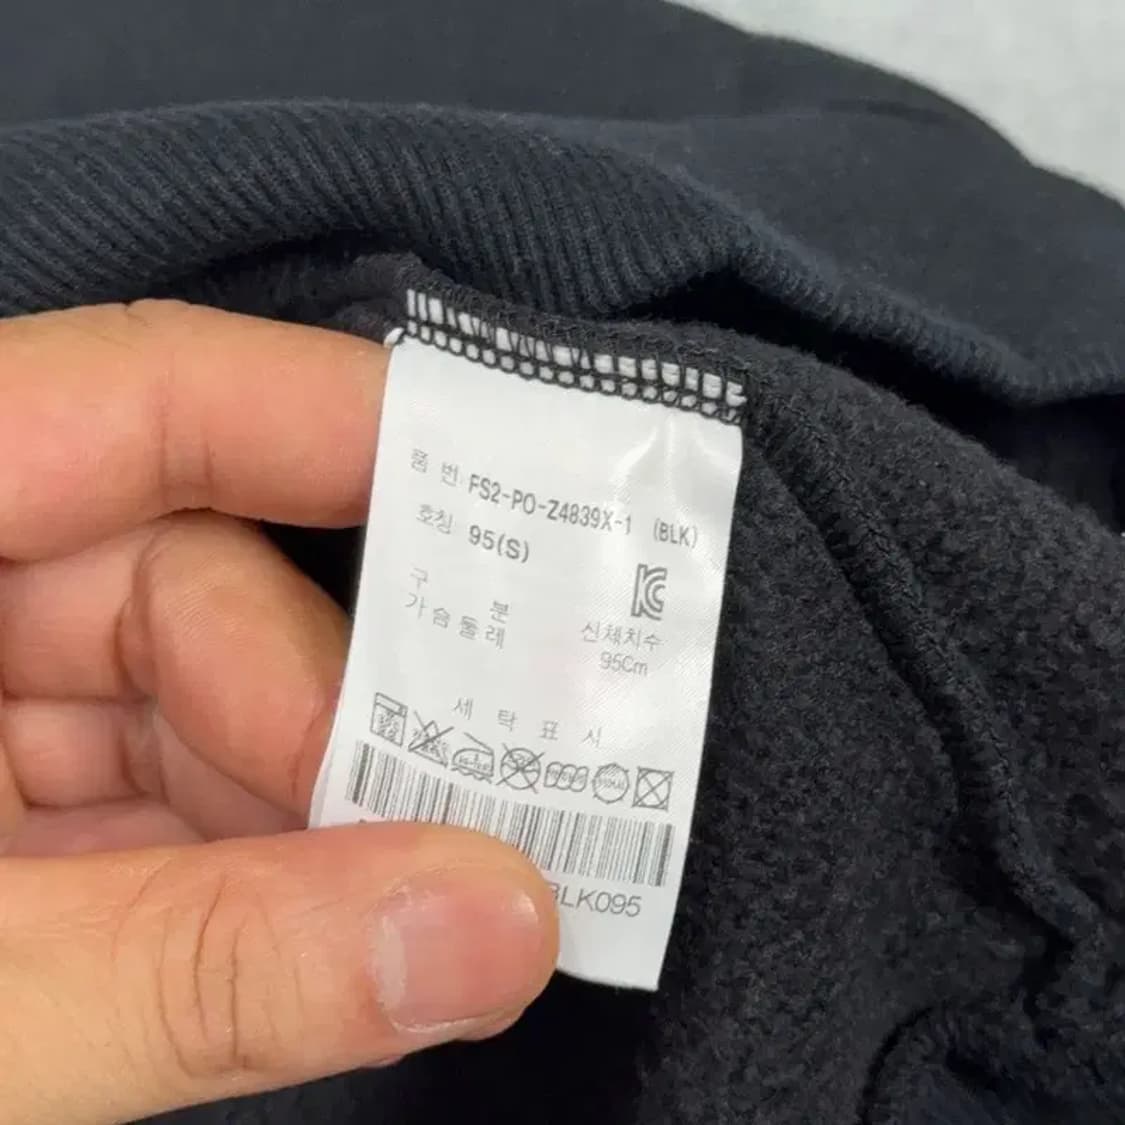 품 번 FS2-PO-Z4839X-1 (BLK)
호칭 95(S)
KC
구 분 신체치수
가슴둘레 95Cm
세 탁 표 시
BLK095